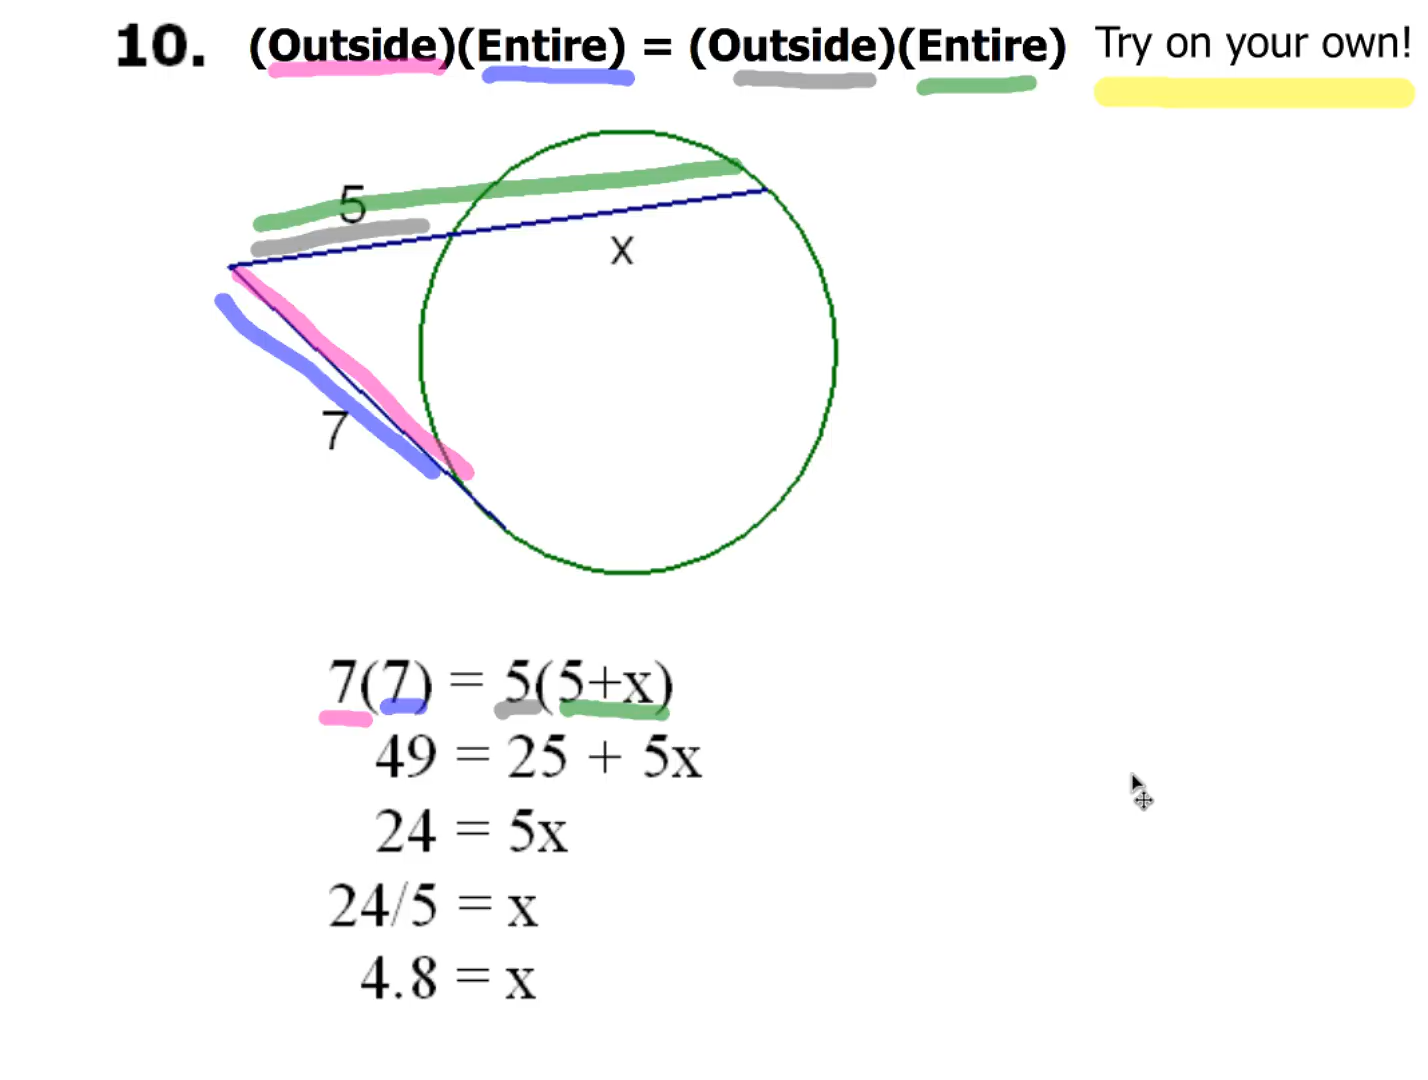 10. (Outside)(Entire) = (Outside)(Entire) Try on your own!
5
x
7
7(7) = 5(5+x)
49 = 25 + 5x
24 = 5x
24/5 = x
4.8 = x